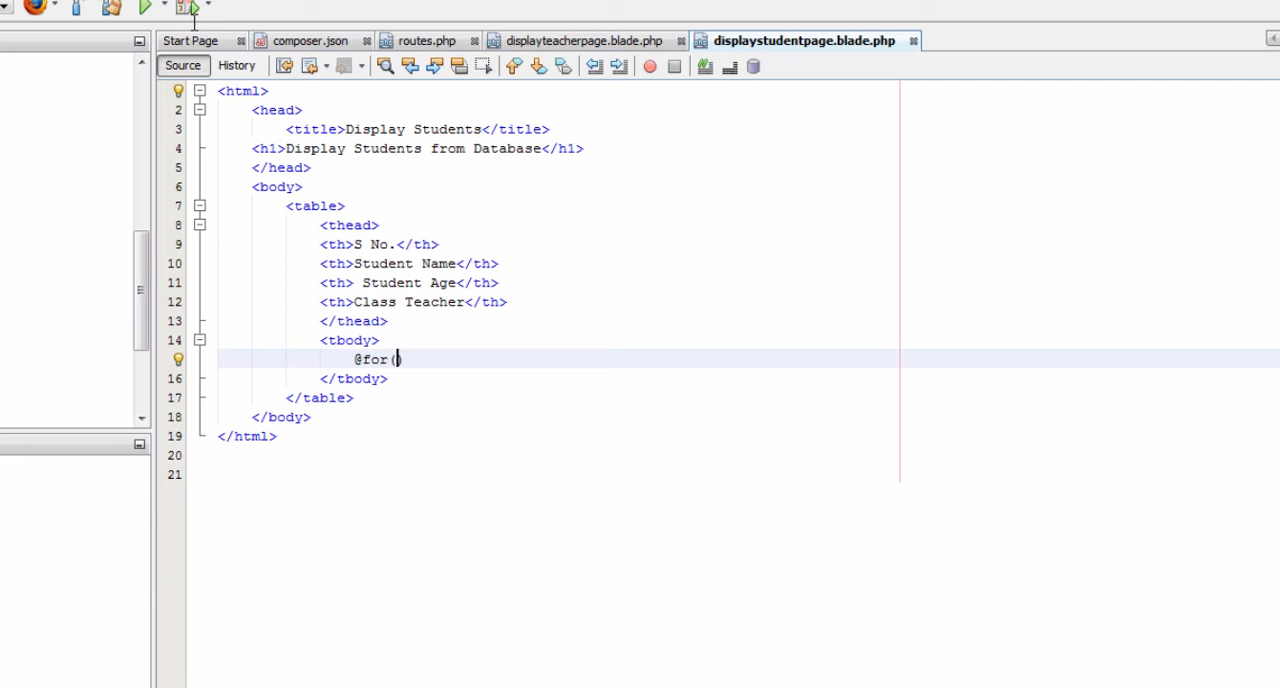 Start Page composer.json routes.php displayteacherpage.blade.php displaystudentpage.blade.php
Source History
<html>
2 <head>
3 <title>Display Students</title>
4 <h1>Display Students from Database</h1>
5 </head>
6 <body>
7 <table>
8 <thead>
9 <th>S No.</th>
10 <th>Student Name</th>
11 <th> Student Age</th>
12 <th>Class Teacher</th>
13 </thead>
14 <tbody>
@for()
16 </tbody>
17 </table>
18 </body>
19 </html>
20
21